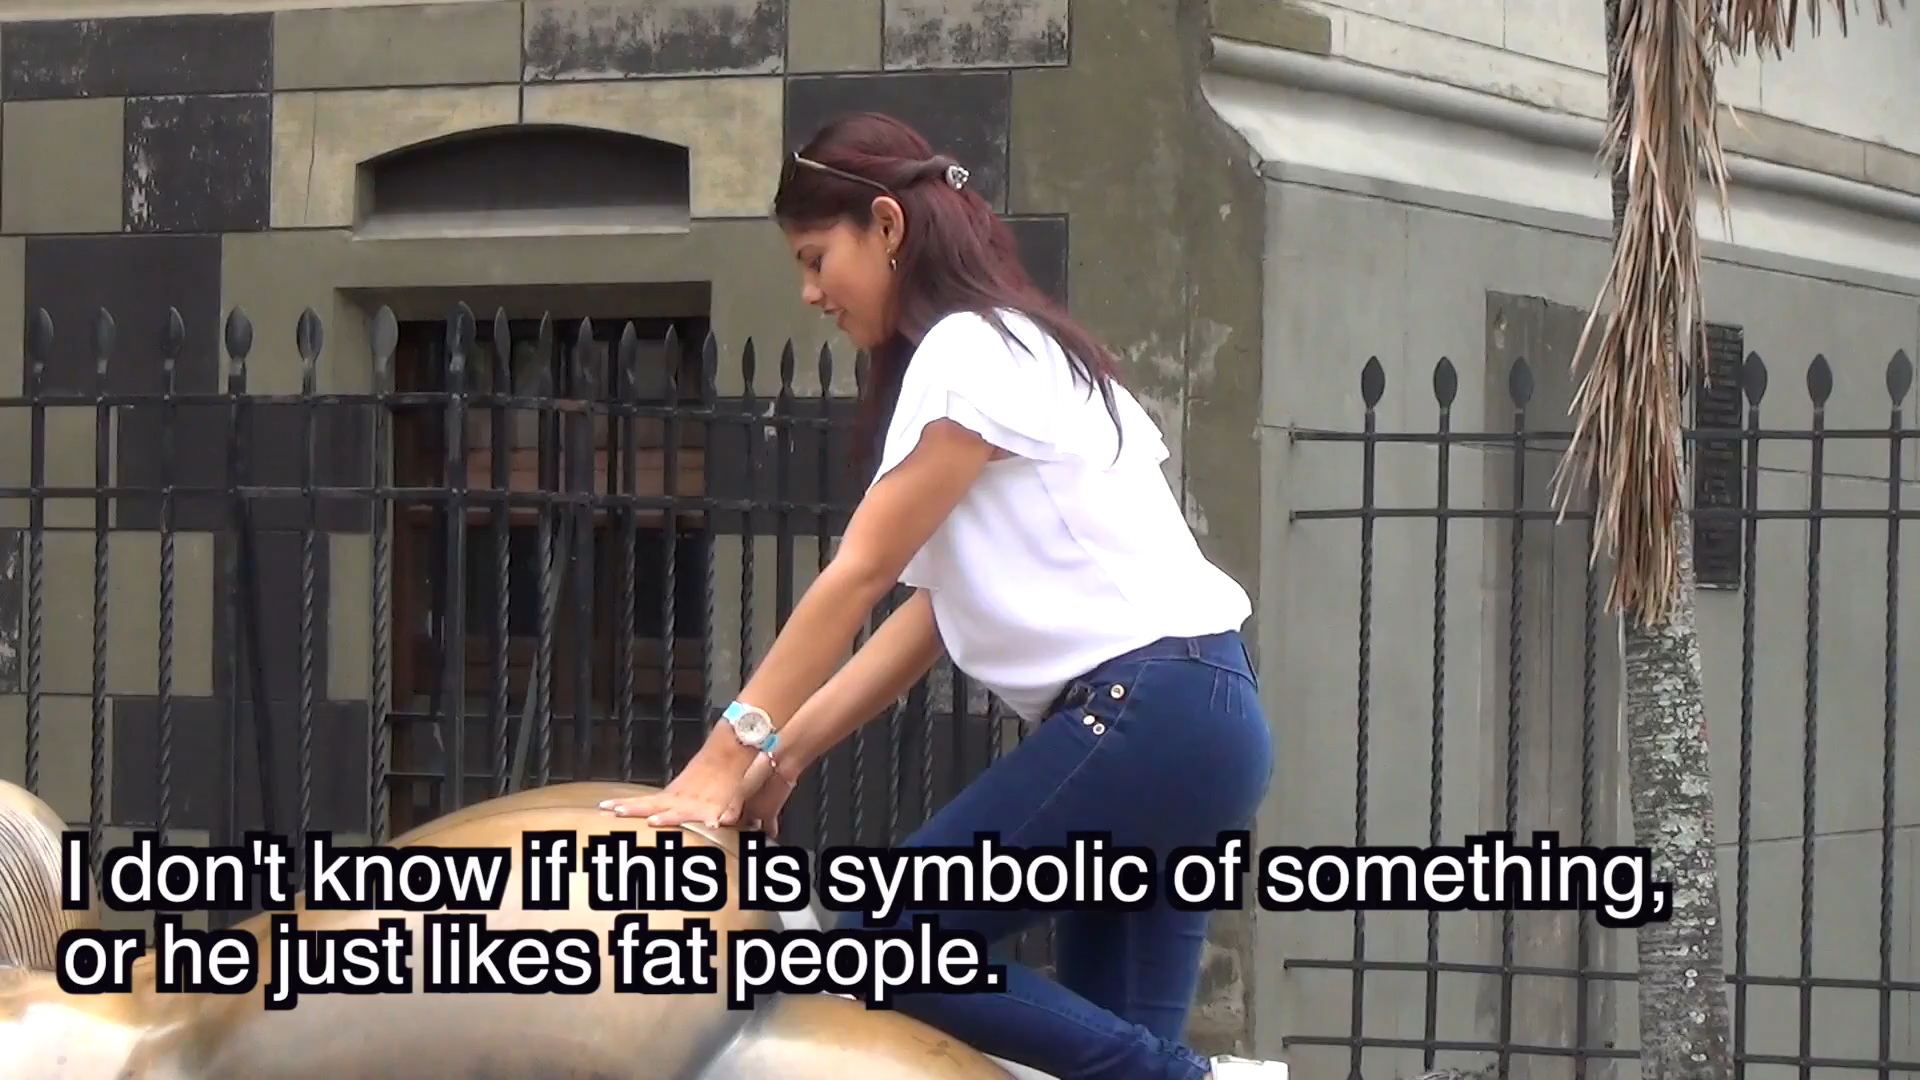 I don't know if this is symbolic of something,
or he just likes fat people.